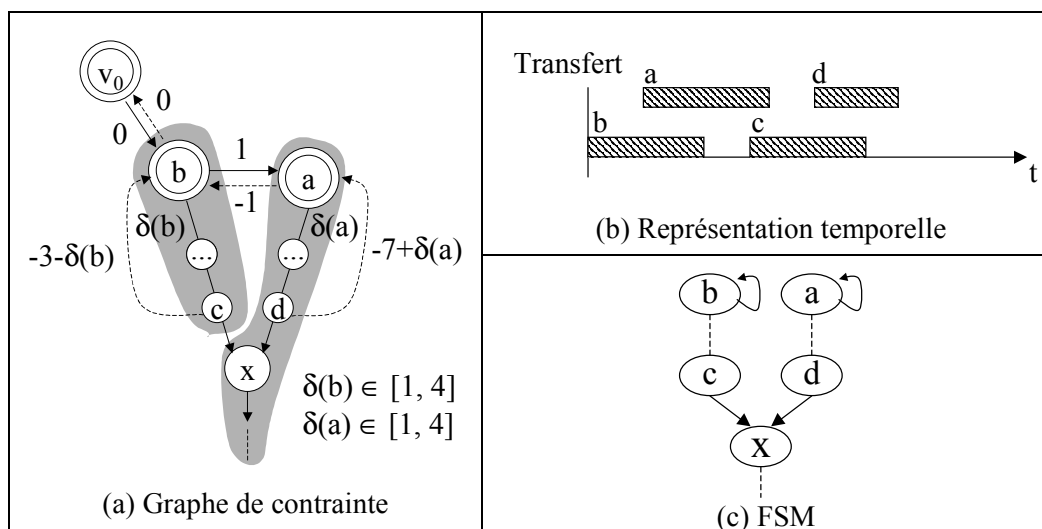 v0
0
0
b
1
a
-1
δ(b)
δ(a)
-3-δ(b)
...
...
-7+δ(a)
c
d
x
δ(b) ∈ [1, 4]
δ(a) ∈ [1, 4]
(a) Graphe de contrainte
Transfert
a
d
b
c
t
(b) Représentation temporelle
b
a
c
d
x
(c) FSM